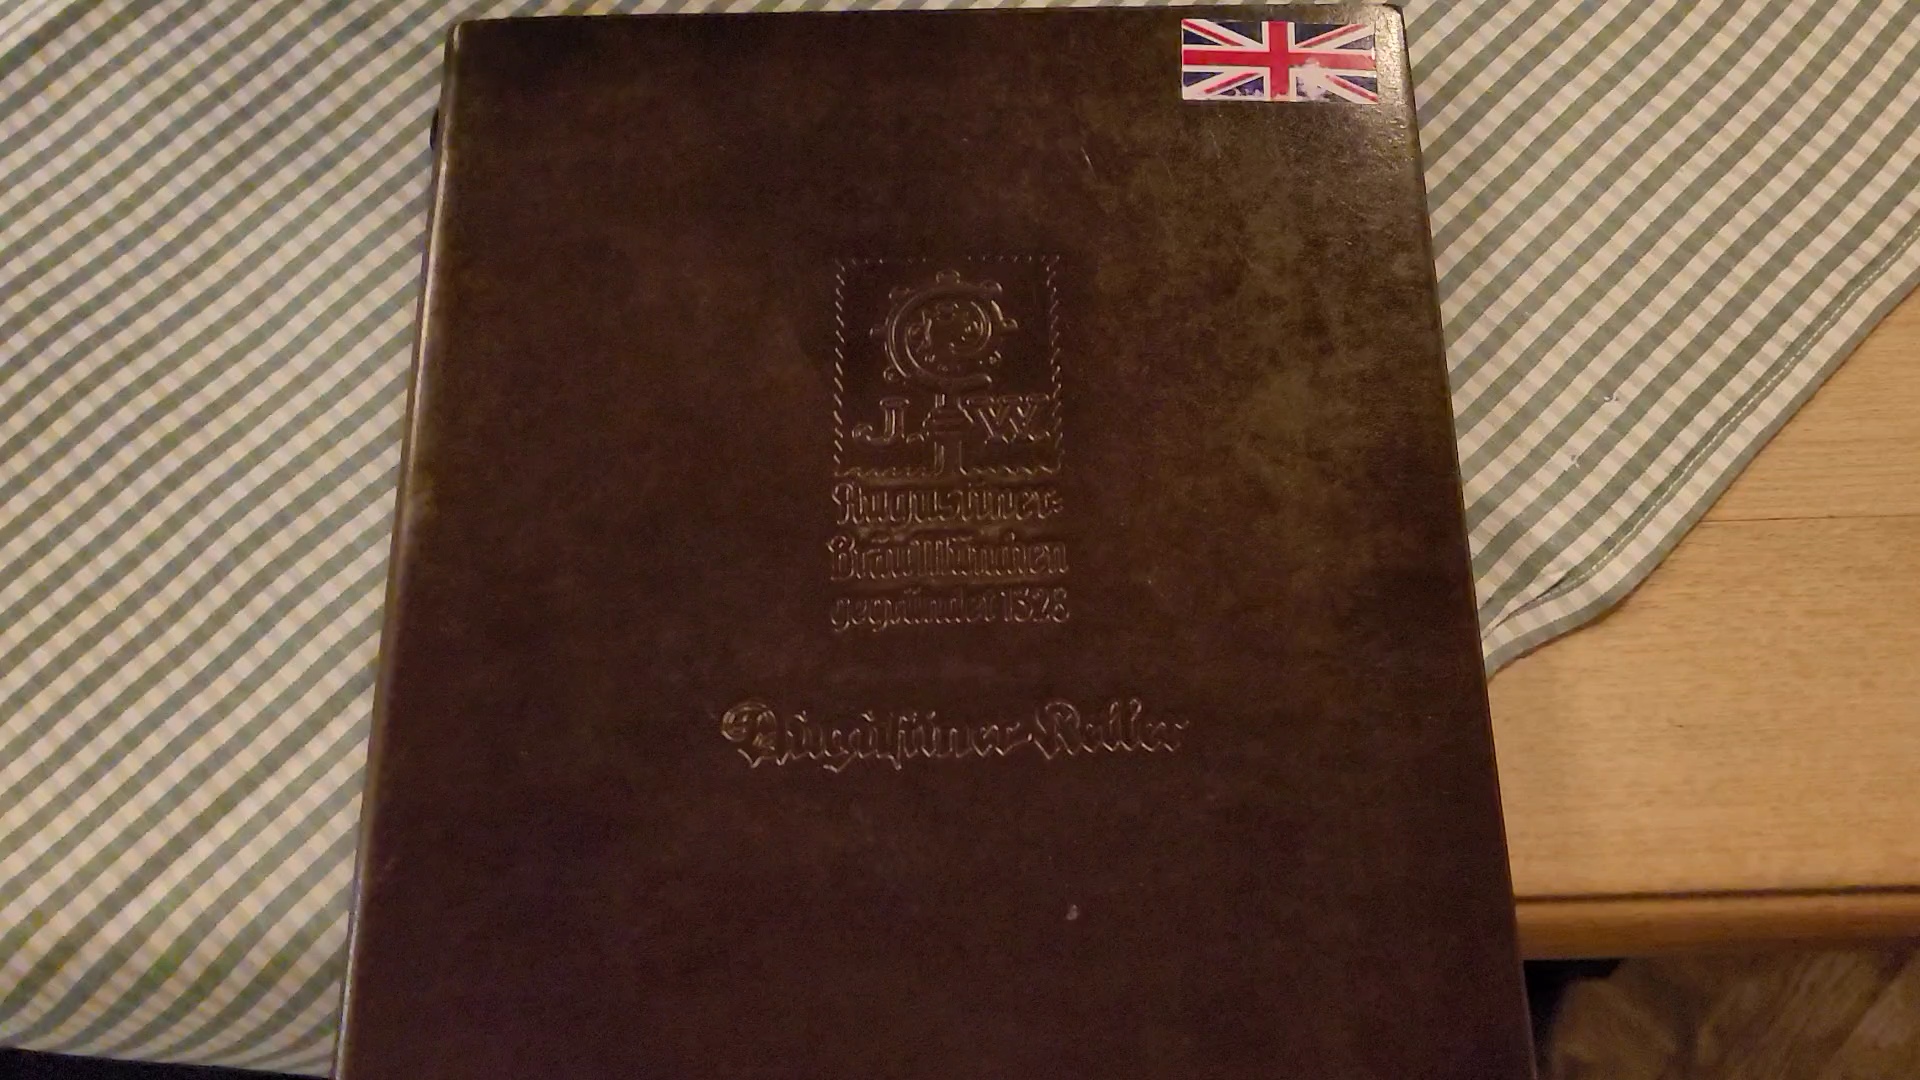 J. W.
Augustiner-
Bräu München
gegründet 1328
Augustiner-Keller